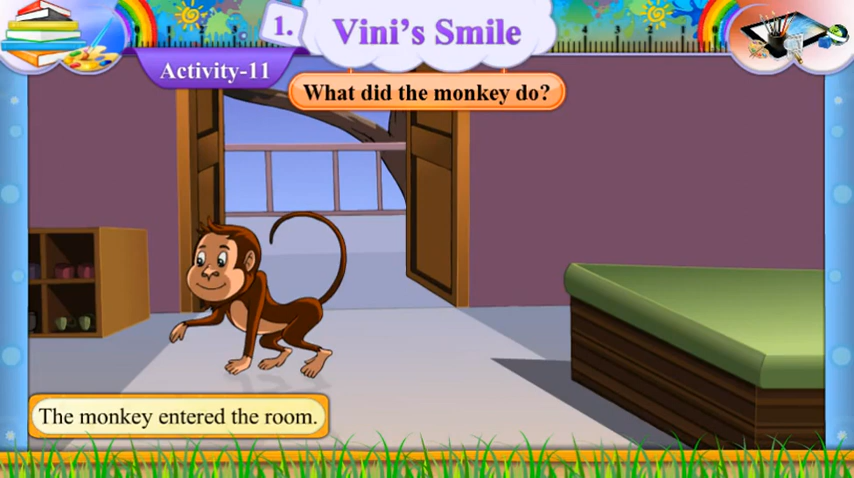 1.
Vini's Smile
Activity-11
What did the monkey do?
The monkey entered the room.